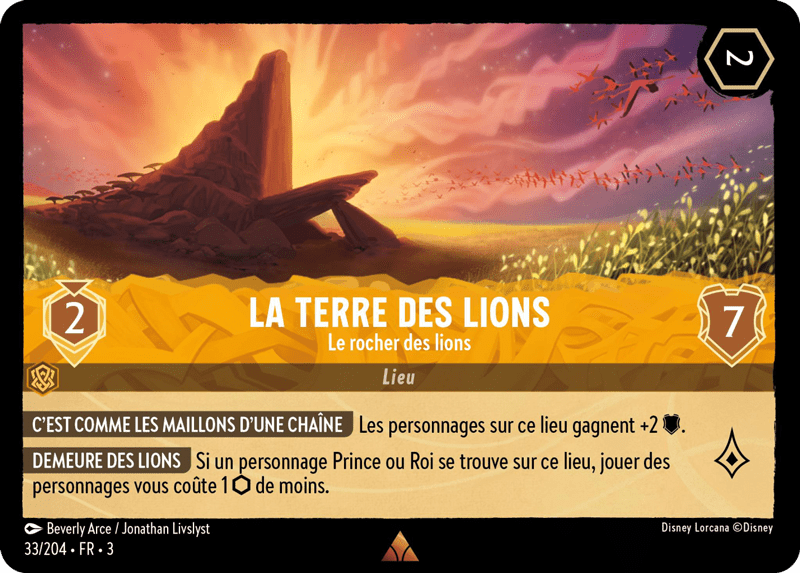 2
LA TERRE DES LIONS
Le rocher des lions
2
7
Lieu
C'EST COMME LES MAILLONS D'UNE CHAÎNE Les personnages sur ce lieu gagnent +2 .
DEMEURE DES LIONS Si un personnage Prince ou Roi se trouve sur ce lieu, jouer des
personnages vous coûte 1 de moins.
Beverly Arce / Jonathan Livslyst
Disney Lorcana ©Disney
33/204 • FR • 3